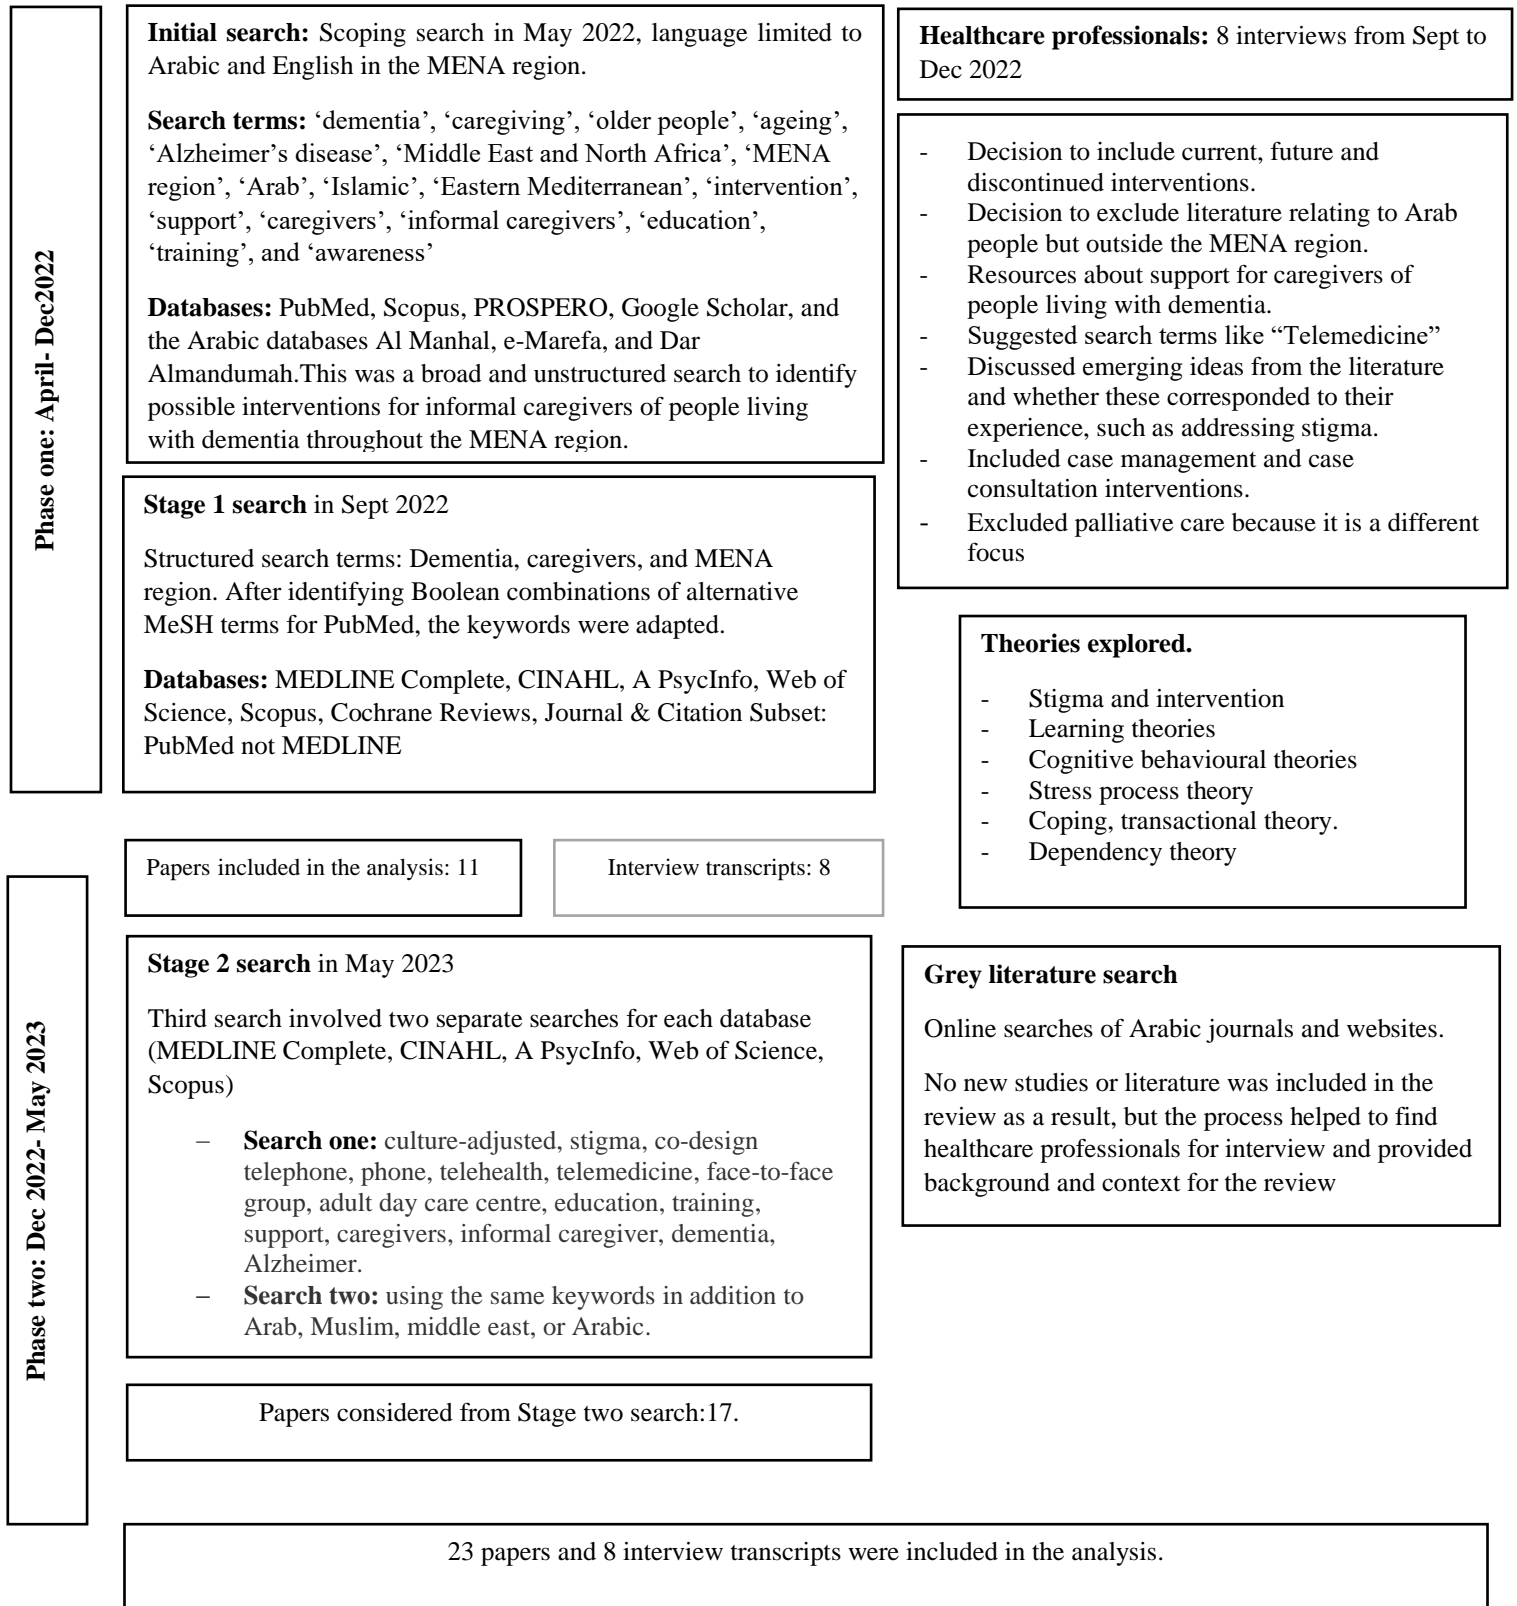 Phase one: April- Dec2022
Initial search: Scoping search in May 2022, language limited to
Arabic and English in the MENA region.
Search terms: ‘dementia’, ‘caregiving’, ‘older people’, ‘ageing’,
‘Alzheimer’s disease’, ‘Middle East and North Africa’, ‘MENA
region’, ‘Arab’, ‘Islamic’, ‘Eastern Mediterranean’, ‘intervention’,
‘support’, ‘caregivers’, ‘informal caregivers’, ‘education’,
‘training’, and ‘awareness’
Databases: PubMed, Scopus, PROSPERO, Google Scholar, and
the Arabic databases Al Manhal, e-Marefa, and Dar
Almandumah.This was a broad and unstructured search to identify
possible interventions for informal caregivers of people living
with dementia throughout the MENA region.
Stage 1 search in Sept 2022
Structured search terms: Dementia, caregivers, and MENA
region. After identifying Boolean combinations of alternative
MeSH terms for PubMed, the keywords were adapted.
Databases: MEDLINE Complete, CINAHL, A PsycInfo, Web of
Science, Scopus, Cochrane Reviews, Journal & Citation Subset:
PubMed not MEDLINE
Healthcare professionals: 8 interviews from Sept to
Dec 2022
- Decision to include current, future and
discontinued interventions.
- Decision to exclude literature relating to Arab
people but outside the MENA region.
- Resources about support for caregivers of
people living with dementia.
- Suggested search terms like “Telemedicine”
- Discussed emerging ideas from the literature
and whether these corresponded to their
experience, such as addressing stigma.
- Included case management and case
consultation interventions.
- Excluded palliative care because it is a different
focus
Theories explored.
- Stigma and intervention
- Learning theories
- Cognitive behavioural theories
- Stress process theory
- Coping, transactional theory.
- Dependency theory
Papers included in the analysis: 11
Interview transcripts: 8
Phase two: Dec 2022- May 2023
Stage 2 search in May 2023
Third search involved two separate searches for each database
(MEDLINE Complete, CINAHL, A PsycInfo, Web of Science,
Scopus)
– Search one: culture-adjusted, stigma, co-design
telephone, phone, telehealth, telemedicine, face-to-face
group, adult day care centre, education, training,
support, caregivers, informal caregiver, dementia,
Alzheimer.
– Search two: using the same keywords in addition to
Arab, Muslim, middle east, or Arabic.
Grey literature search
Online searches of Arabic journals and websites.
No new studies or literature was included in the
review as a result, but the process helped to find
healthcare professionals for interview and provided
background and context for the review
Papers considered from Stage two search:17.
23 papers and 8 interview transcripts were included in the analysis.